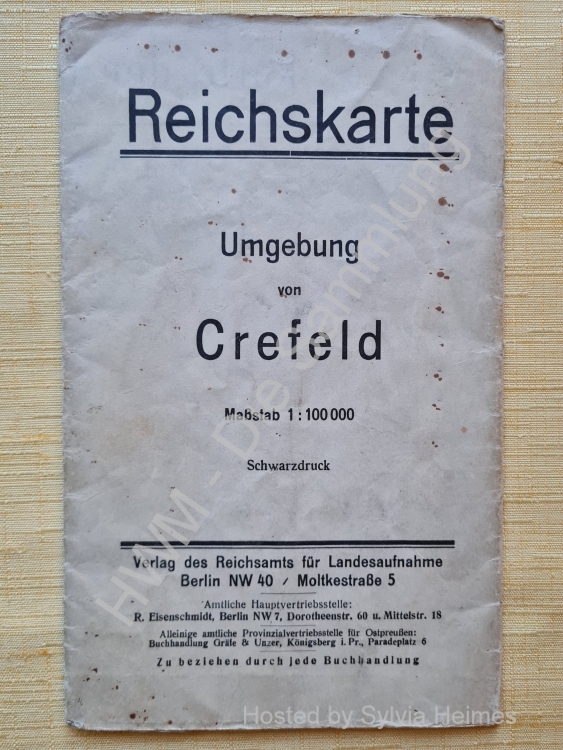 Reichskarte
Umgebung
von
Crefeld
Maßstab 1:100 000
Schwarzdruck
Verlag des Reichsamts für Landesaufnahme
Berlin NW 40 / Moltkestraße 5
Amtliche Hauptvertriebsstelle:
R. Eisenschmidt, Berlin NW 7, Dorotheenstr. 60 u. Mittelstr. 18
Alleinige amtliche Provinzialvertriebsstelle für Ostpreußen:
Buchhandlung Gräfe & Unzer, Königsberg i. Pr., Paradeplatz 6
Zu beziehen durch jede Buchhandlung
HWM - Die Sammlung
Hosted by Sylvia Heimes